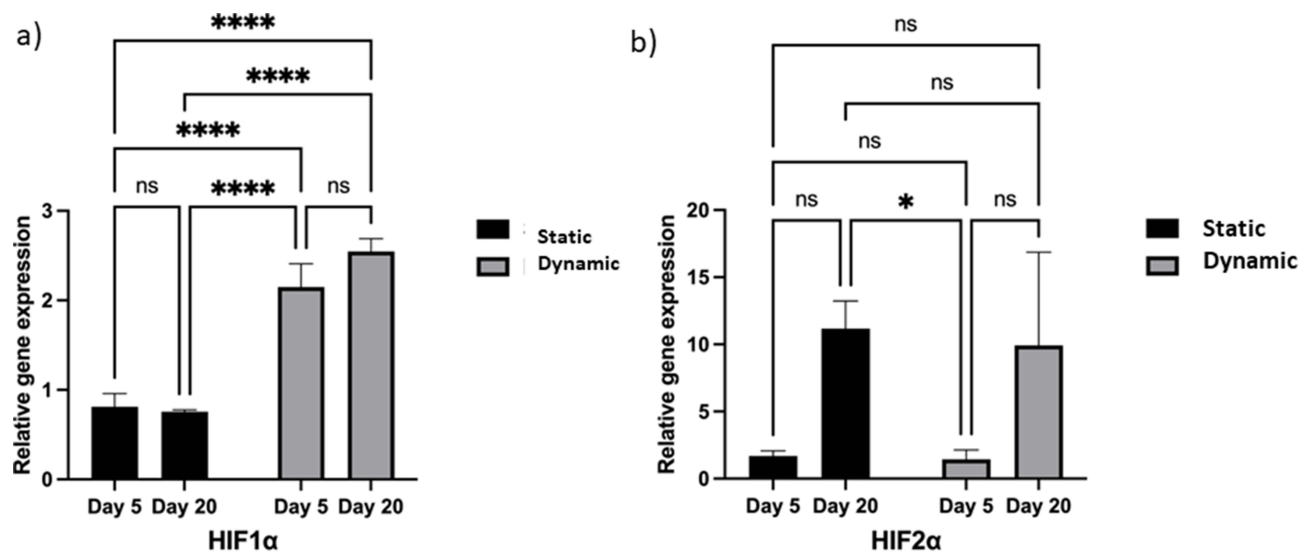 a)
****
****
****
ns
****
ns
Relative gene expression
3
2
1
0
Day 5 Day 20 Day 5 Day 20
HIF1α
Static
Dynamic
b)
ns
ns
ns
ns
*
ns
Relative gene expression
20
15
10
5
0
Day 5 Day 20 Day 5 Day 20
HIF2α
Static
Dynamic